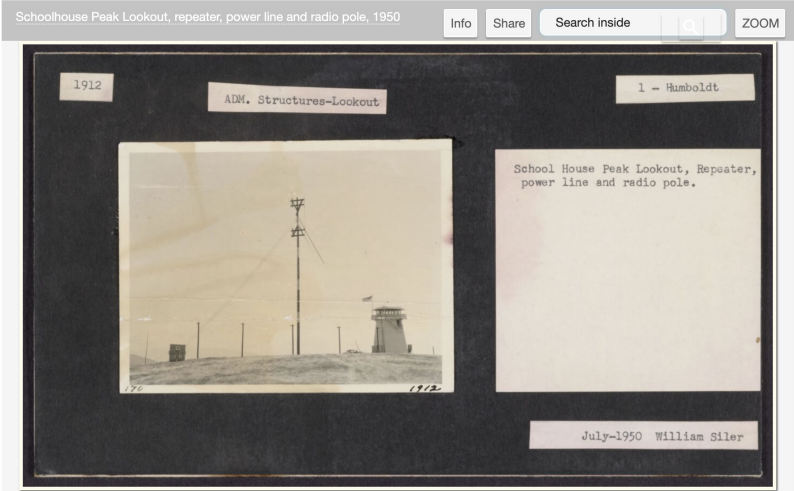 Schoolhouse Peak Lookout, repeater, power line and radio pole, 1950
Info
Share
Search inside
ZOOM
1912
ADM. Structures-Lookout
1 - Humboldt
School House Peak Lookout, Repeater,
power line and radio pole.
170
1912
July-1950 William Siler